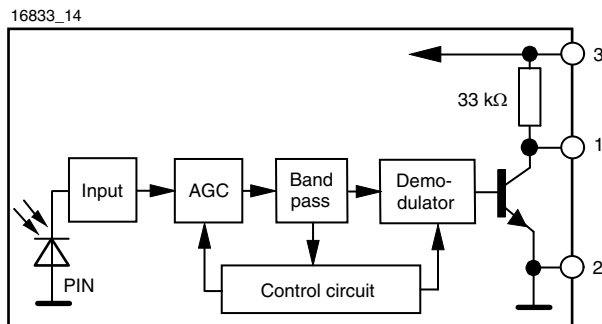 16833_14
3
33 kΩ
1
Input
AGC
Band
pass
Demo-
dulator
2
PIN
Control circuit